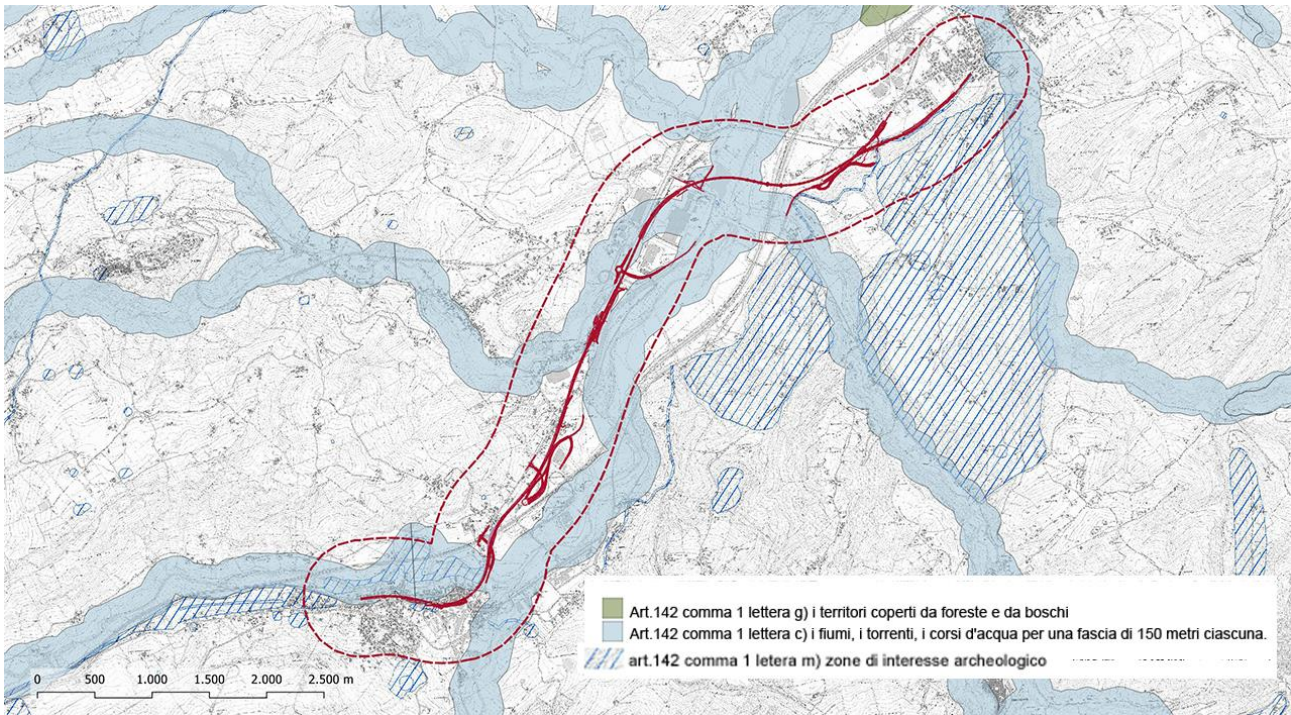 Art.142 comma 1 lettera g) i territori coperti da foreste e da boschi
Art.142 comma 1 lettera c) i fiumi, i torrenti, i corsi d'acqua per una fascia di 150 metri ciascuna.
art.142 comma 1 letera m) zone di interesse archeologico
0 500 1.000 1.500 2.000 2.500 m